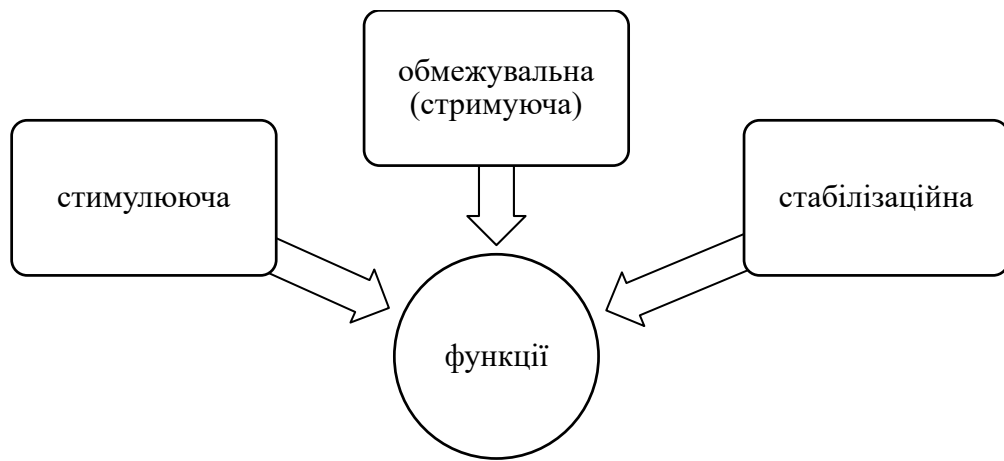 обмежувальна
(стримуюча)
стимулююча
стабілізаційна
функції